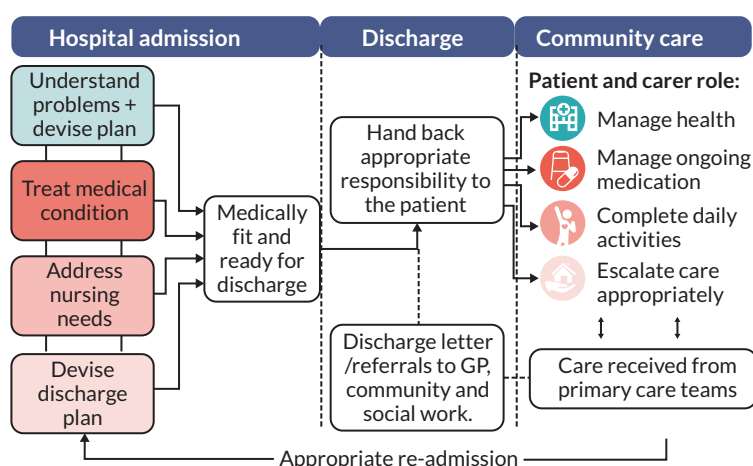 Hospital admission
Discharge
Community care
Understand
problems +
devise plan
Treat medical
condition
Address
nursing
needs
Devise
discharge
plan
Medically
fit and
ready for
discharge
Hand back
appropriate
responsibility to
the patient
Discharge letter
/referrals to GP,
community and
social work.
Patient and carer role:
Manage health
Manage ongoing
medication
Complete daily
activities
Escalate care
appropriately
Care received from
primary care teams
Appropriate re-admission